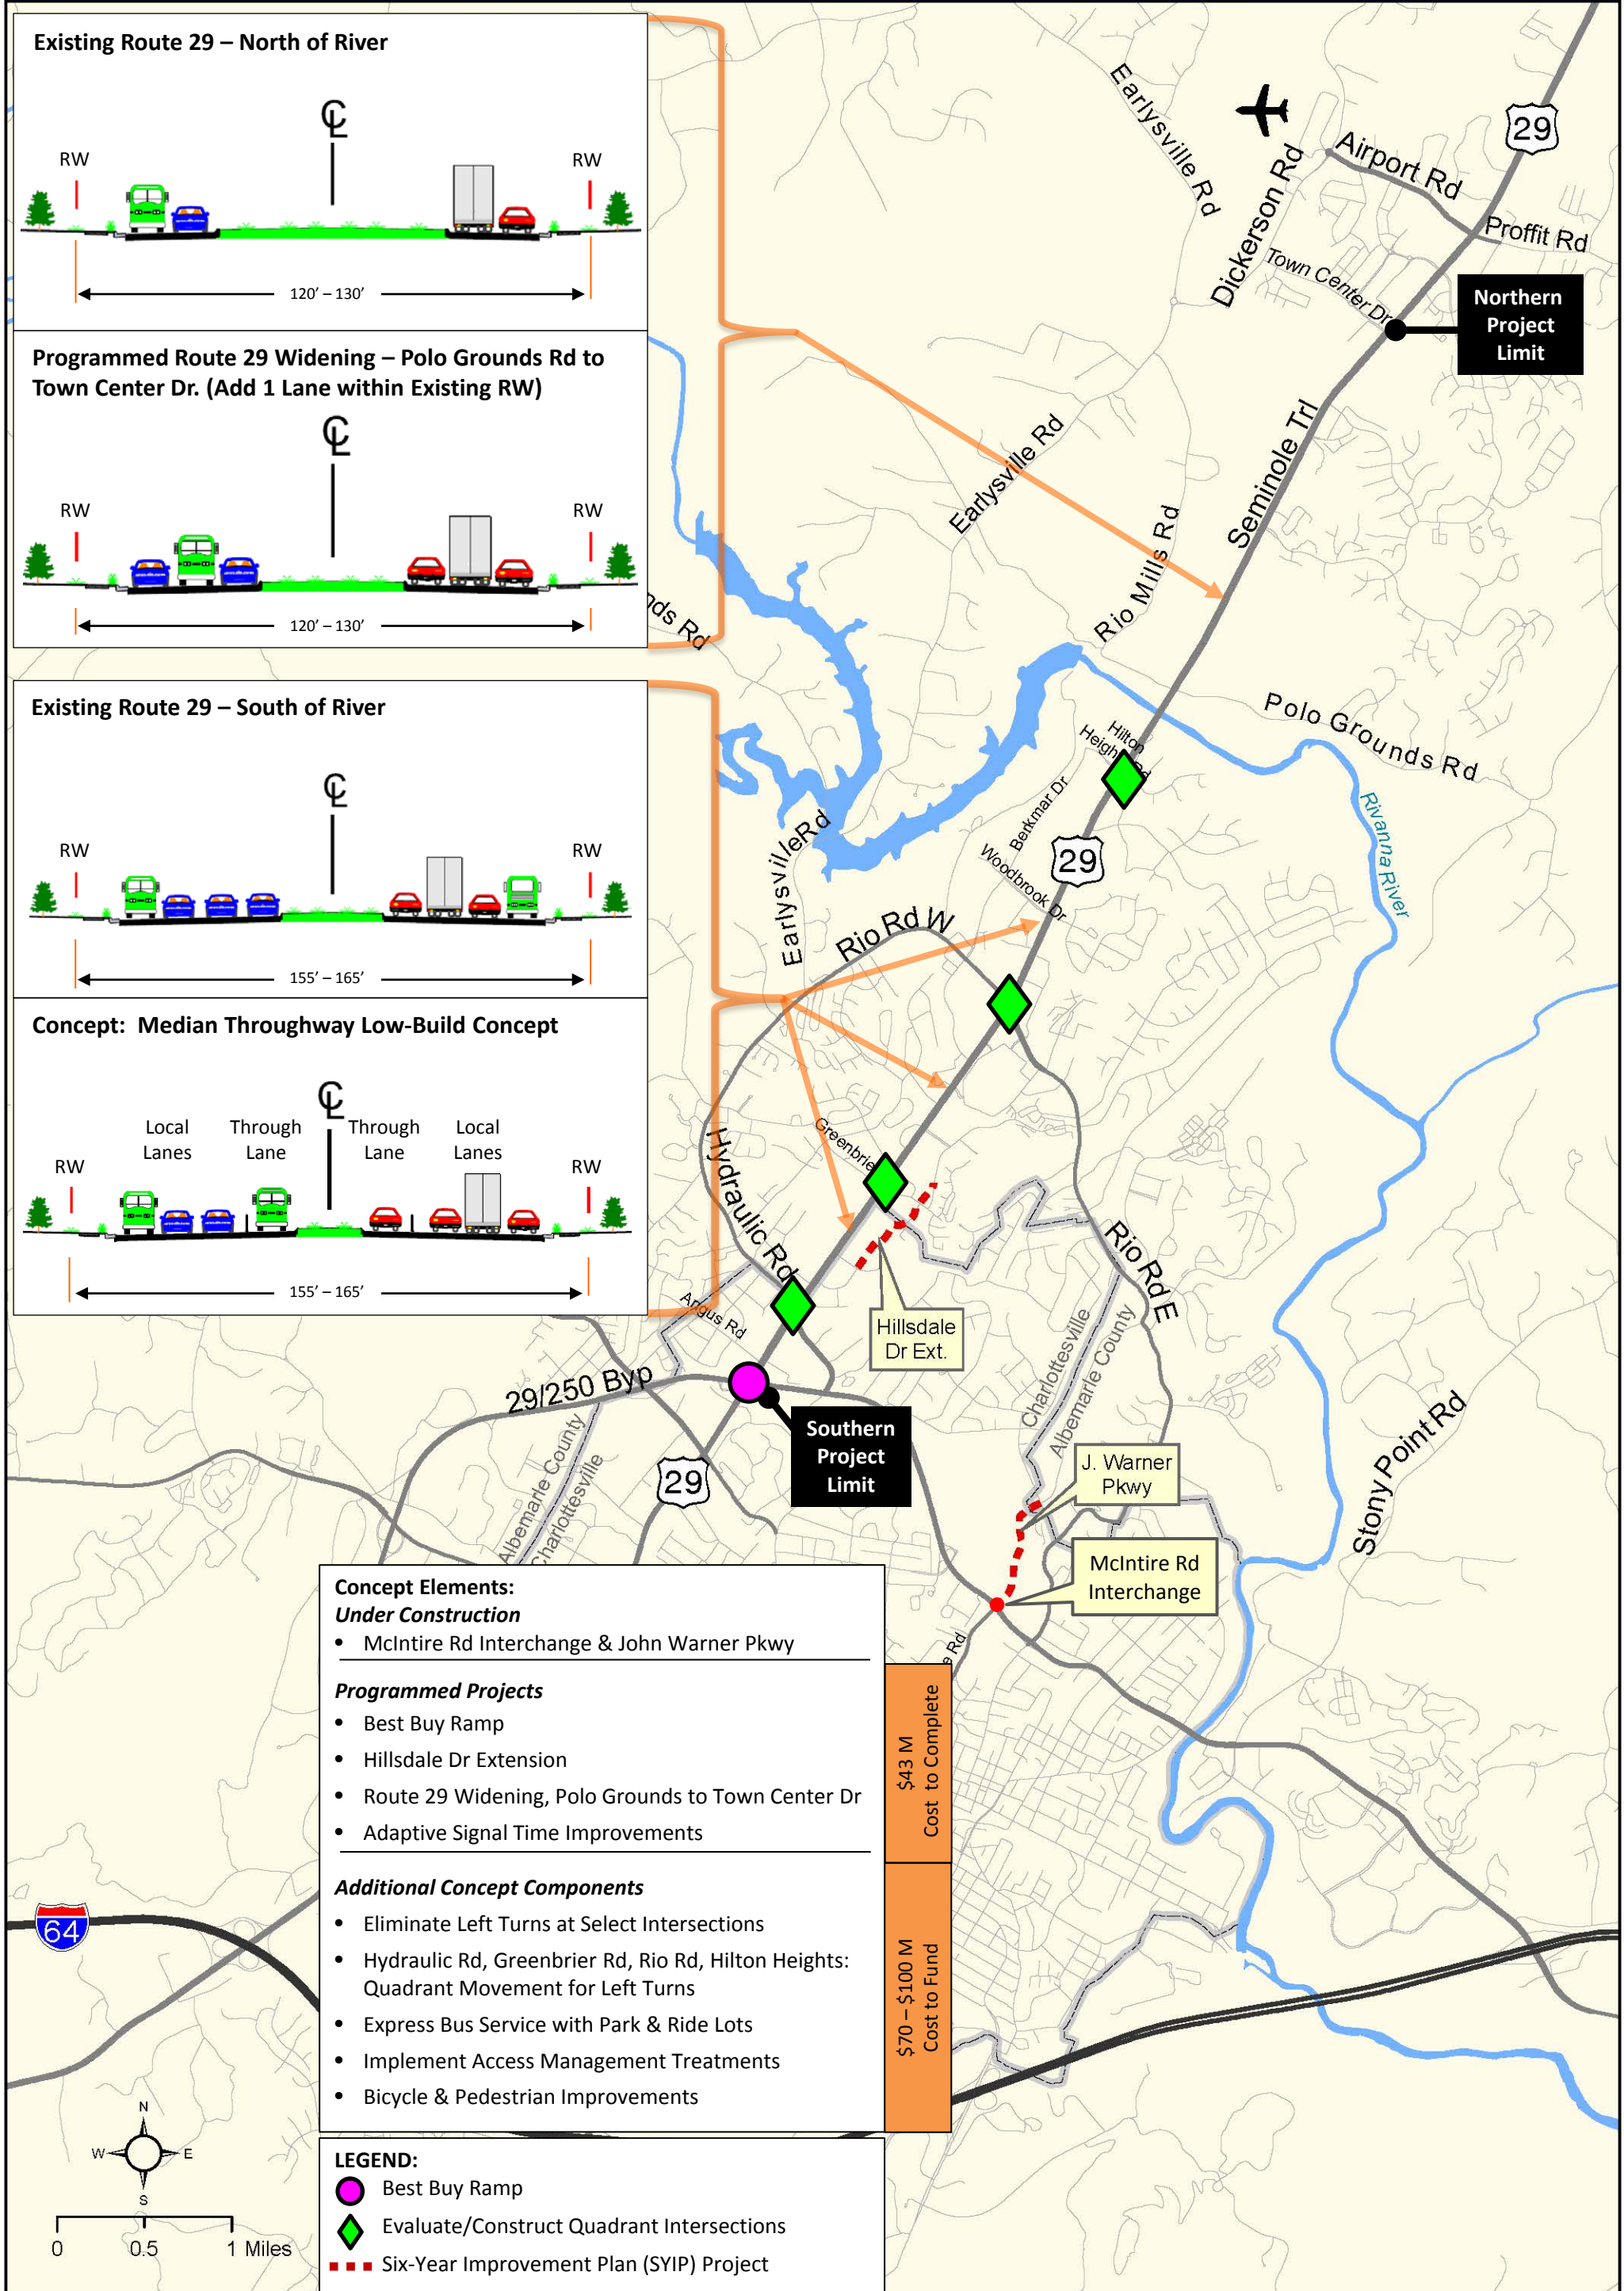 Existing Route 29 – North of River
CL
RW
RW
120’ – 130’
Programmed Route 29 Widening – Polo Grounds Rd to
Town Center Dr. (Add 1 Lane within Existing RW)
CL
RW
RW
120’ – 130’
Existing Route 29 – South of River
CL
RW
RW
155’ – 165’
Concept: Median Throughway Low-Build Concept
CL
Local
Lanes
Through
Lane
Through
Lane
Local
Lanes
RW
RW
155’ – 165’
Earlysville Rd
29
Airport Rd
Dickerson Rd
Proffit Rd
Town Center Dr
Northern
Project
Limit
Seminole Trl
Earlysville Rd
Rio Mills Rd
nds Rd
Polo Grounds Rd
Hilton
Heights Rd
Berkmar Dr
29
Woodbrook Dr
Rivanna River
Earlysville Rd
Rio Rd W
Greenbrie
Hydraulic Rd
Rio Rd E
Angus Rd
Hillsdale
Dr Ext.
Charlottesville
Albemarle County
29/250 Byp
Southern
Project
Limit
Albemarle County
Charlottesville
29
Stony Point Rd
J. Warner
Pkwy
McIntire Rd
Interchange
e Rd
Concept Elements:
Under Construction
• McIntire Rd Interchange & John Warner Pkwy
Programmed Projects
• Best Buy Ramp
• Hillsdale Dr Extension
• Route 29 Widening, Polo Grounds to Town Center Dr
• Adaptive Signal Time Improvements
$43 M
Cost to Complete
Additional Concept Components
• Eliminate Left Turns at Select Intersections
• Hydraulic Rd, Greenbrier Rd, Rio Rd, Hilton Heights:
Quadrant Movement for Left Turns
• Express Bus Service with Park & Ride Lots
• Implement Access Management Treatments
• Bicycle & Pedestrian Improvements
$70 – $100 M
Cost to Fund
64
N
W
E
S
0 0.5 1 Miles
LEGEND:
Best Buy Ramp
Evaluate/Construct Quadrant Intersections
Six-Year Improvement Plan (SYIP) Project